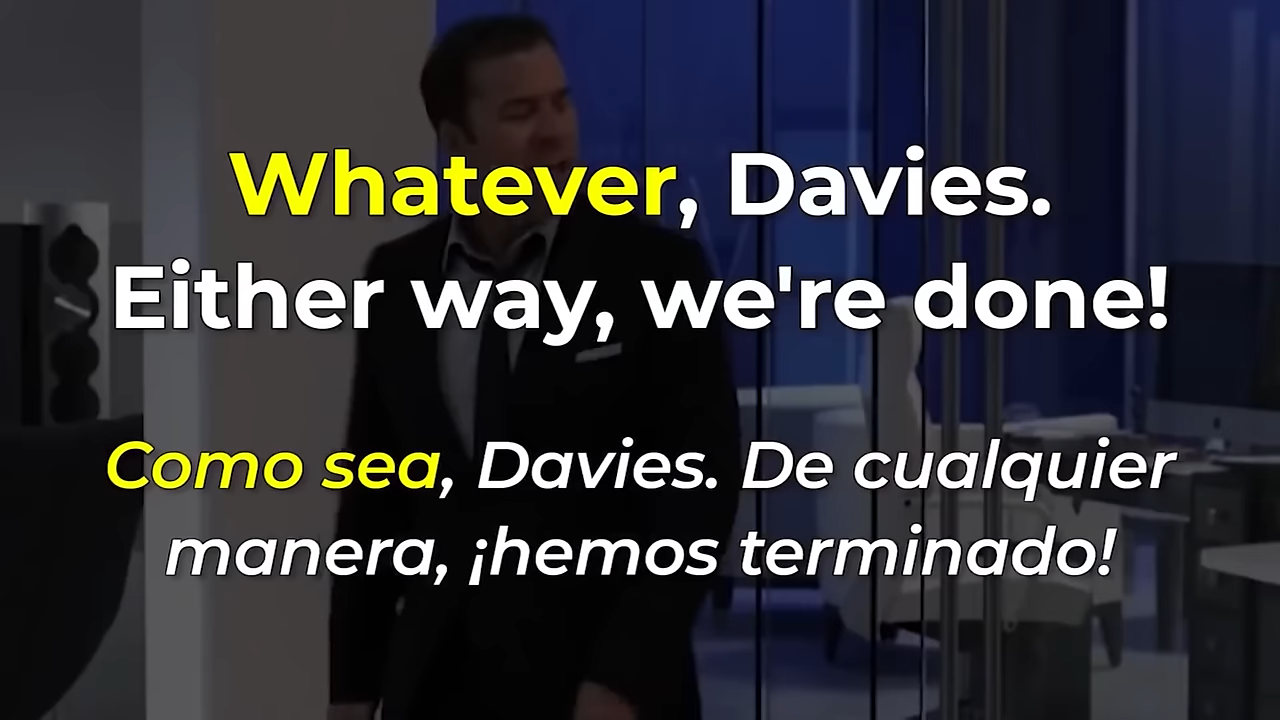 Whatever, Davies.
Either way, we're done!
Como sea, Davies. De cualquier
manera, ¡hemos terminado!